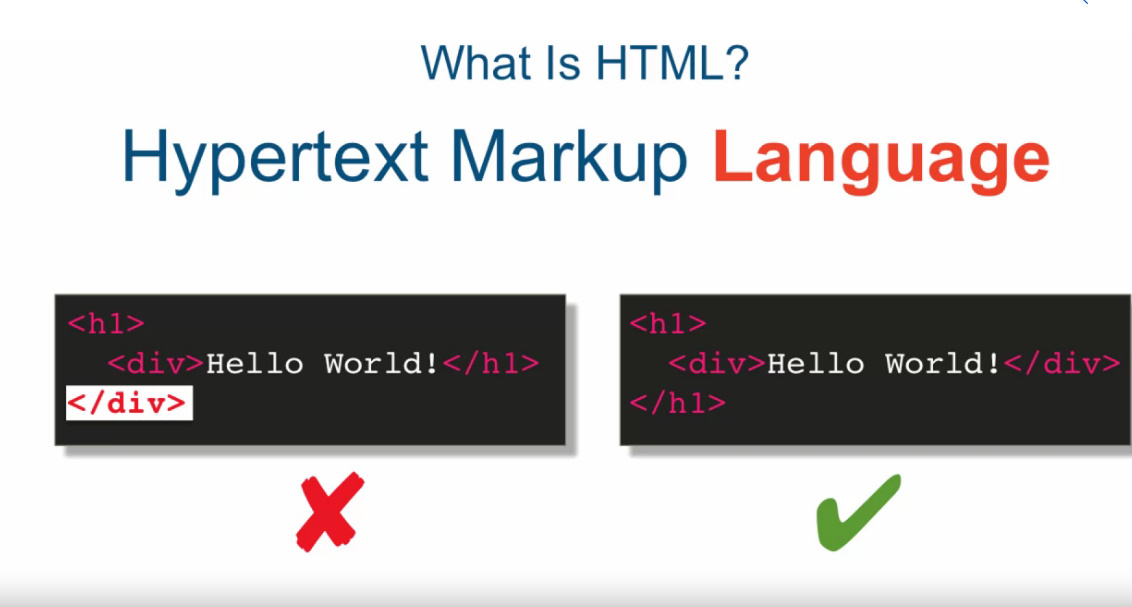 What Is HTML?
Hypertext Markup Language
<h1>
<div>Hello World!</h1>
</div>
<h1>
<div>Hello World!</div>
</h1>